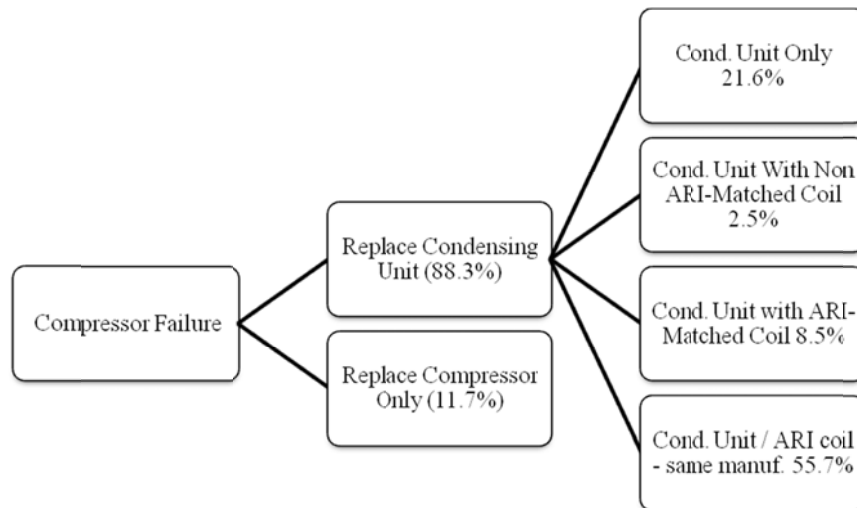 Compressor Failure
Replace Condensing
Unit (88.3%)
Replace Compressor
Only (11.7%)
Cond. Unit Only
21.6%
Cond. Unit With Non
ARI-Matched Coil
2.5%
Cond. Unit with ARI-
Matched Coil 8.5%
Cond. Unit / ARI coil
- same manuf. 55.7%